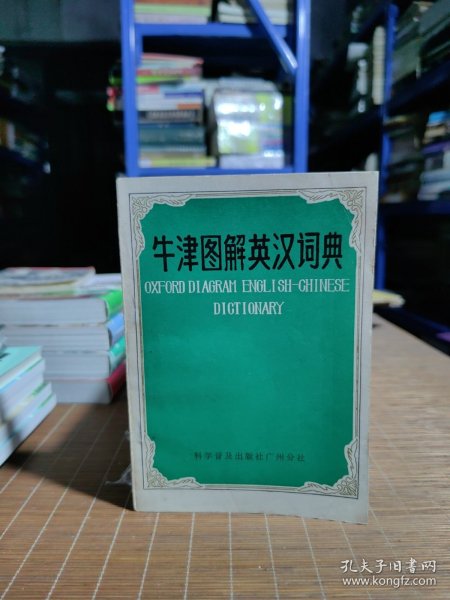 牛津图解英汉词典
OXFORD DIAGRAM ENGLISH-CHINESE
DICTIONARY
科学普及出版社广州分社
孔夫子旧书网
www.kongfz.com